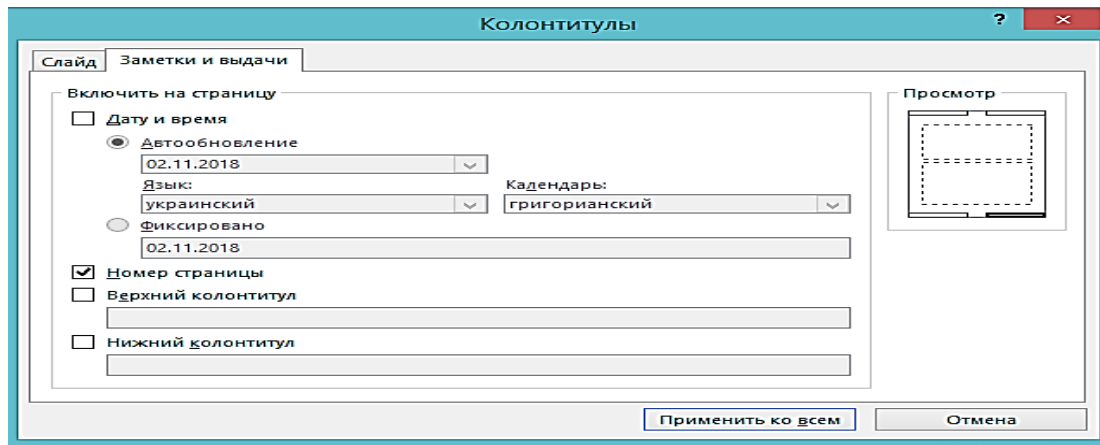 Колонтитулы ?
Слайд Заметки и выдачи
Включить на страницу Просмотр
Дату и время
Автообновление
02.11.2018
Язык: Календарь:
украинский григорианский
Фиксировано
02.11.2018
Номер страницы
Верхний колонтитул
Нижний колонтитул
Применить ко всем Отмена